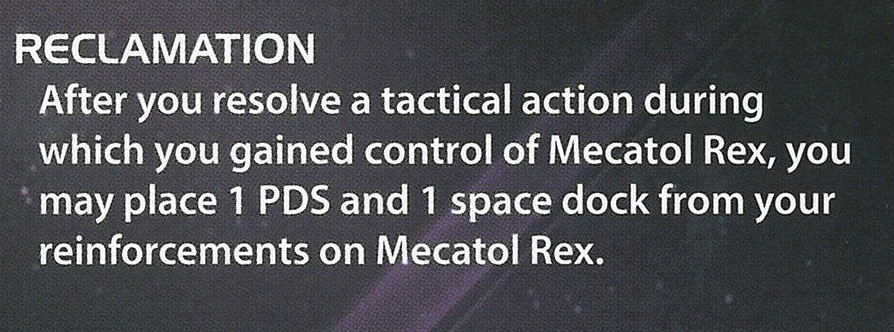 RECLAMATION
After you resolve a tactical action during
which you gained control of Mecatol Rex, you
may place 1 PDS and 1 space dock from your
reinforcements on Mecatol Rex.